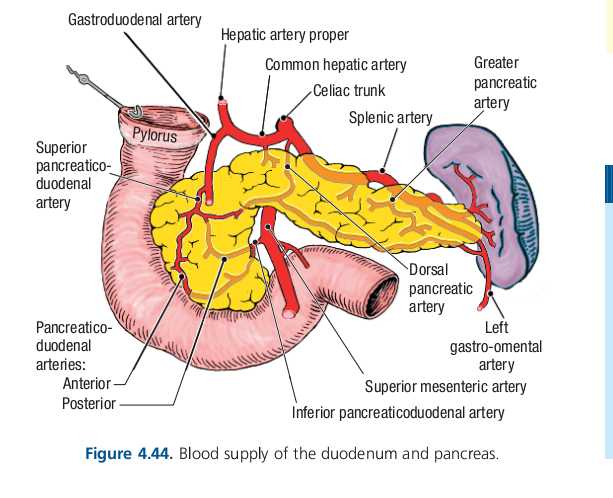 Gastroduodenal artery
Hepatic artery proper
Common hepatic artery
Celiac trunk
Splenic artery
Greater
pancreatic
artery
Pylorus
Superior
pancreatico-
duodenal
artery
Dorsal
pancreatic
artery
Left
gastro-omental
artery
Pancreatico-
duodenal
arteries:
Anterior
Posterior
Superior mesenteric artery
Inferior pancreaticoduodenal artery
Figure 4.44. Blood supply of the duodenum and pancreas.